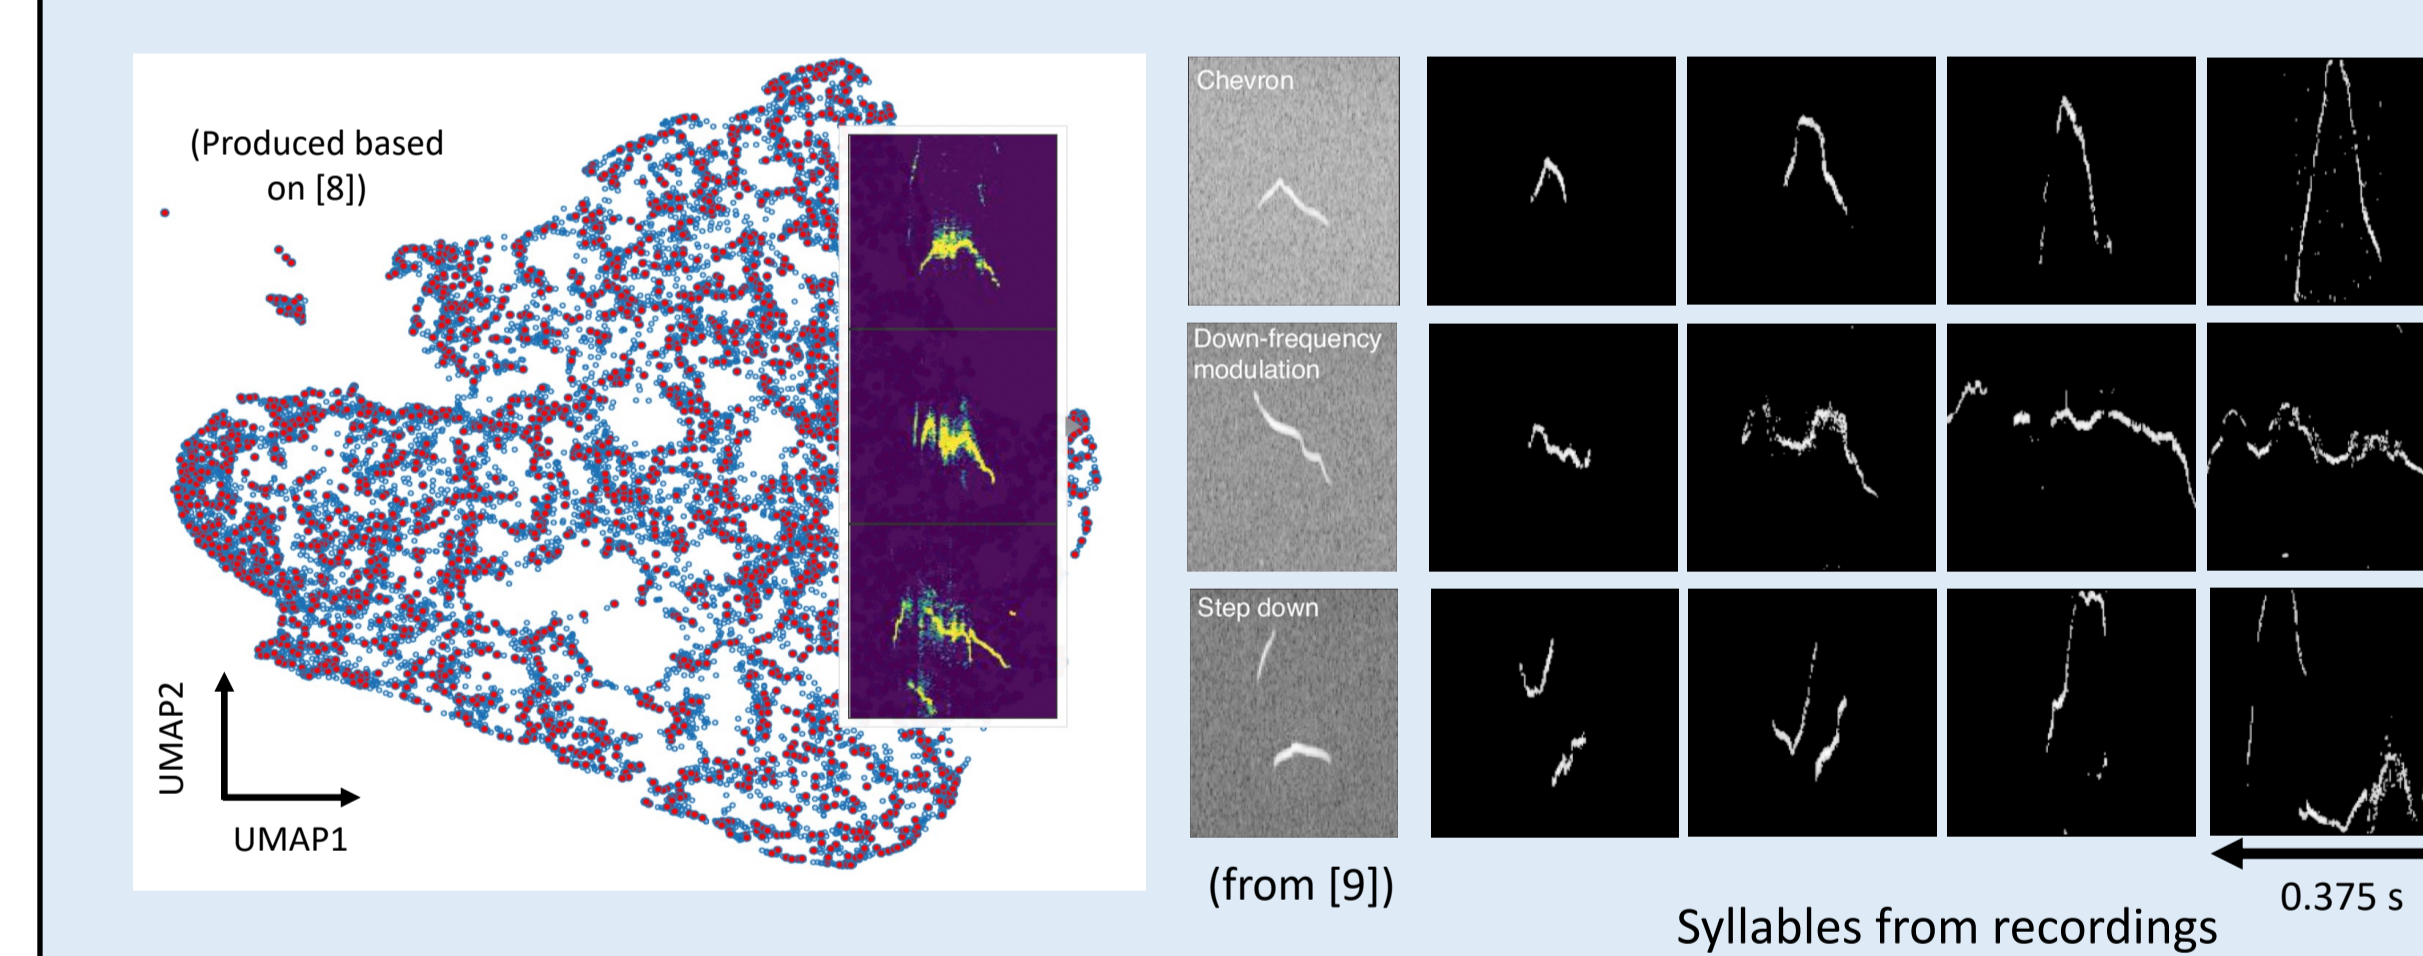 (Produced based
on [8])
UMAP2
UMAP1
Chevron
Down-frequency
modulation
Step down
(from [9])
0.375 s
Syllables from recordings